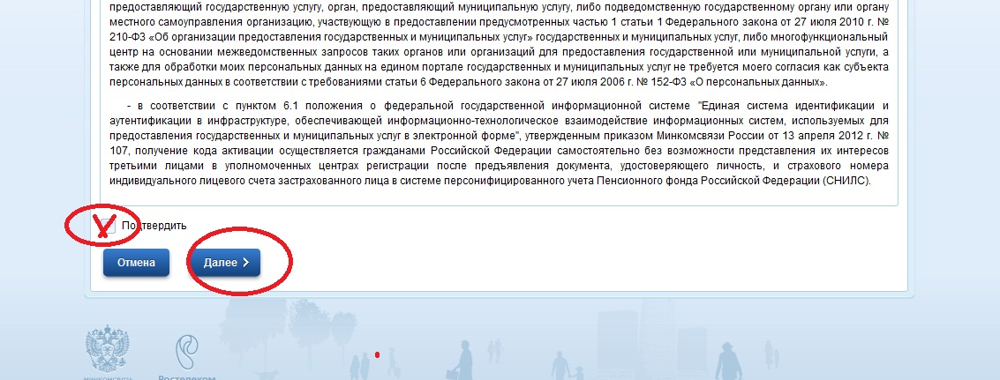 предоставляющий государственную услугу, орган, предоставляющий муниципальную услугу, либо подведомственную государственному органу или органу
местного самоуправления организацию, участвующую в предоставлении предусмотренных частью 1 статьи 1 Федерального закона от 27 июля 2010 г. №
210-ФЗ «Об организации предоставления государственных и муниципальных услуг» государственных и муниципальных услуг, либо многофункциональный
центр на основании межведомственных запросов таких органов или организаций для предоставления государственной или муниципальной услуги, а
также для обработки моих персональных данных на едином портале государственных и муниципальных услуг не требуется моего согласия как субъекта
персональных данных в соответствии с требованиями статьи 6 Федерального закона от 27 июля 2006 г. № 152-ФЗ «О персональных данных».
- в соответствии с пунктом 6.1 положения о федеральной государственной информационной системе "Единая система идентификации и
аутентификации в инфраструктуре, обеспечивающей информационно-технологическое взаимодействие информационных систем, используемых для
предоставления государственных и муниципальных услуг в электронной форме", утвержденным приказом Минкомсвязи России от 13 апреля 2012 г. №
107, получение кода активации осуществляется гражданами Российской Федерации самостоятельно без возможности представления их интересов
третьими лицами в уполномоченных центрах регистрации после предъявления документа, удостоверяющего личность, и страхового номера
индивидуального лицевого счета застрахованного лица в системе персонифицированного учета Пенсионного фонда Российской Федерации (СНИЛС).
Подтвердить
Отмена
Далее
минкомсвязь
Ростелеком